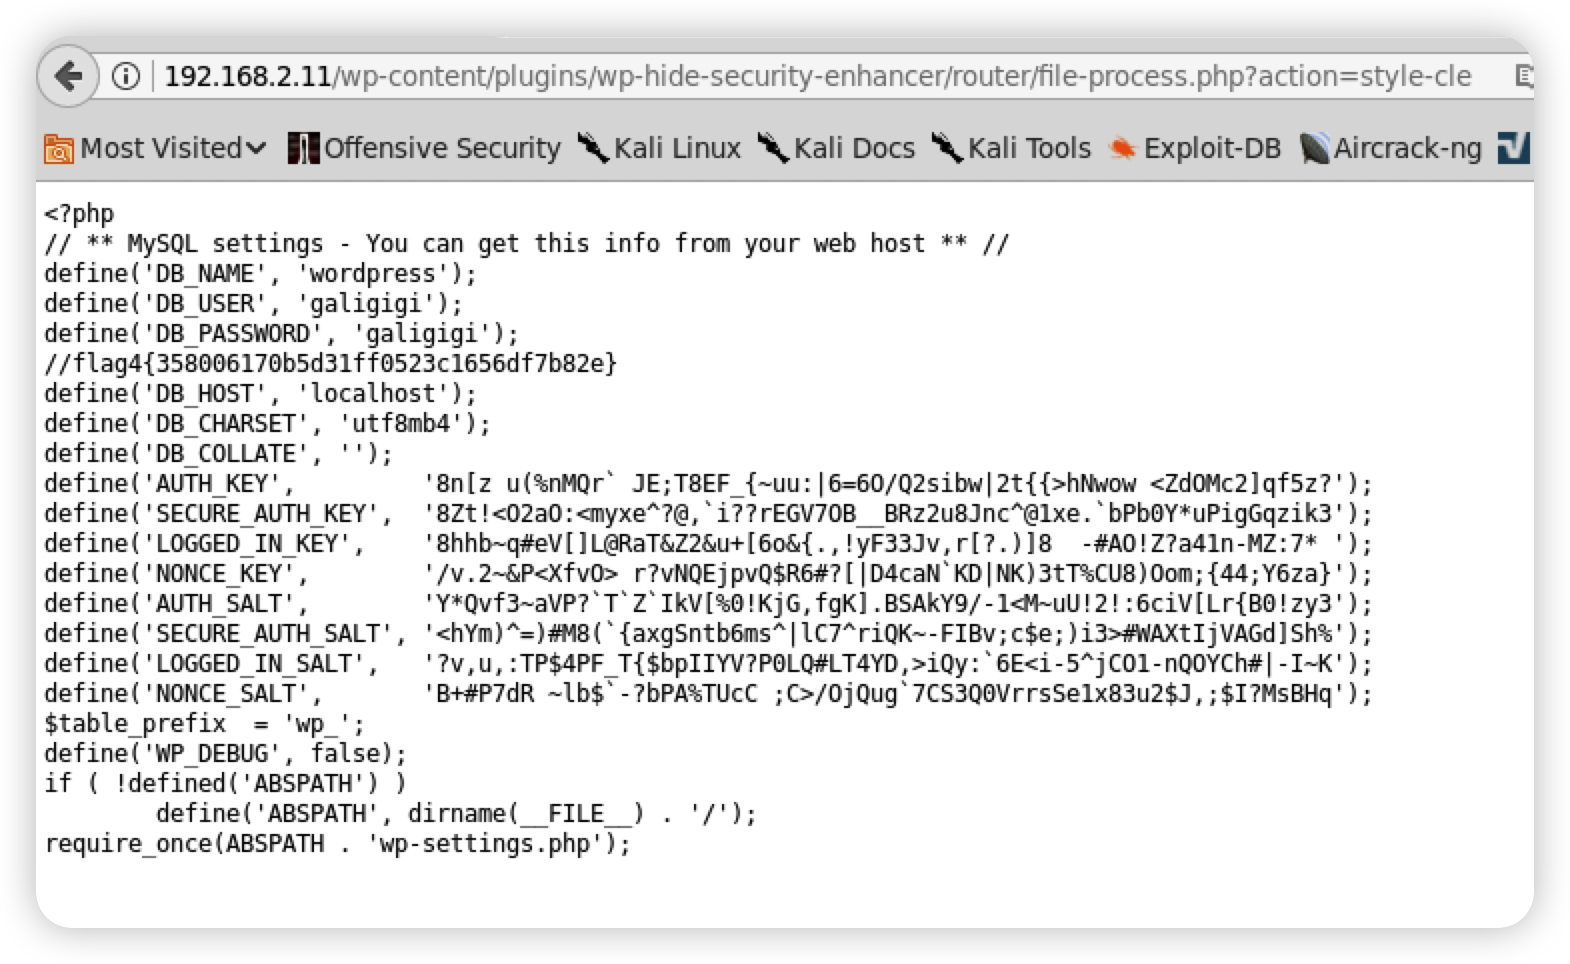 192.168.2.11/wp-content/plugins/wp-hide-security-enhancer/router/file-process.php?action=style-cle
Most Visited Offensive Security Kali Linux Kali Docs Kali Tools Exploit-DB Aircrack-ng
<?php
// ** MySQL settings - You can get this info from your web host ** //
define('DB_NAME', 'wordpress');
define('DB_USER', 'galigigi');
define('DB_PASSWORD', 'galigigi');
//flag4{358006170b5d31ff0523c1656df7b82e}
define('DB_HOST', 'localhost');
define('DB_CHARSET', 'utf8mb4');
define('DB_COLLATE', '');
define('AUTH_KEY',         '8n[z u(%nMQr` JE;T8EF_{~uu:|6=6O/Q2sibw|2t{{>hNwow <ZdOMc2]qf5z?');
define('SECURE_AUTH_KEY',  '8Zt!<O2aO:<myxe^?@,`i??rEGV7OB__BRz2u8Jnc^@1xe.`bPb0Y*uPigGqzik3');
define('LOGGED_IN_KEY',    '8hhb~q#eV[]L@RaT&Z2&u+[6o&{.,!yF33Jv,r[?.)]8  -#AO!Z?a41n-MZ:7* ');
define('NONCE_KEY',        '/v.2~&P<XfvO> r?vNQEjpvQ$R6#?[|D4caN`KD|NK)3tT%CU8)Oom;{44;Y6za}');
define('AUTH_SALT',        'Y*Qvf3~aVP?`T`Z`IkV[%0!KjG,fgK].BSAkY9/-1<M~uU!2!:6ciV[Lr{B0!zy3');
define('SECURE_AUTH_SALT', '<hYm)^=)#M8(`{axgSntb6ms^|lC7^riQK~-FIBv;c$e;)i3>#WAXtIjVAGd]Sh%');
define('LOGGED_IN_SALT',   '?v,u,:TP$4PF_T{$bpIIYV?P0LQ#LT4YD,>iQy:`6E<i-5^jCO1-nQOYCh#|-I~K');
define('NONCE_SALT',       'B+#P7dR ~lb$`-?bPA%TUcC ;C>/OjQug`7CS3Q0VrrsSe1x83u2$J,;$I?MsBHq');
$table_prefix  = 'wp_';
define('WP_DEBUG', false);
if ( !defined('ABSPATH') )
        define('ABSPATH', dirname(__FILE__) . '/');
require_once(ABSPATH . 'wp-settings.php');